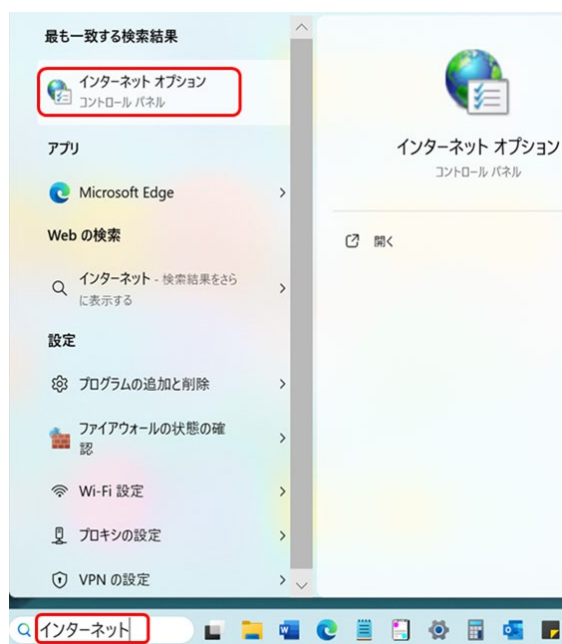 最も一致する検索結果
インターネット オプション
コントロール パネル
アプリ
Microsoft Edge
Web の検索
インターネット - 検索結果をさら
に表示する
設定
プログラムの追加と削除
ファイアウォールの状態の確
認
Wi-Fi 設定
プロキシの設定
VPN の設定
インターネット オプション
コントロール パネル
開く
インターネット